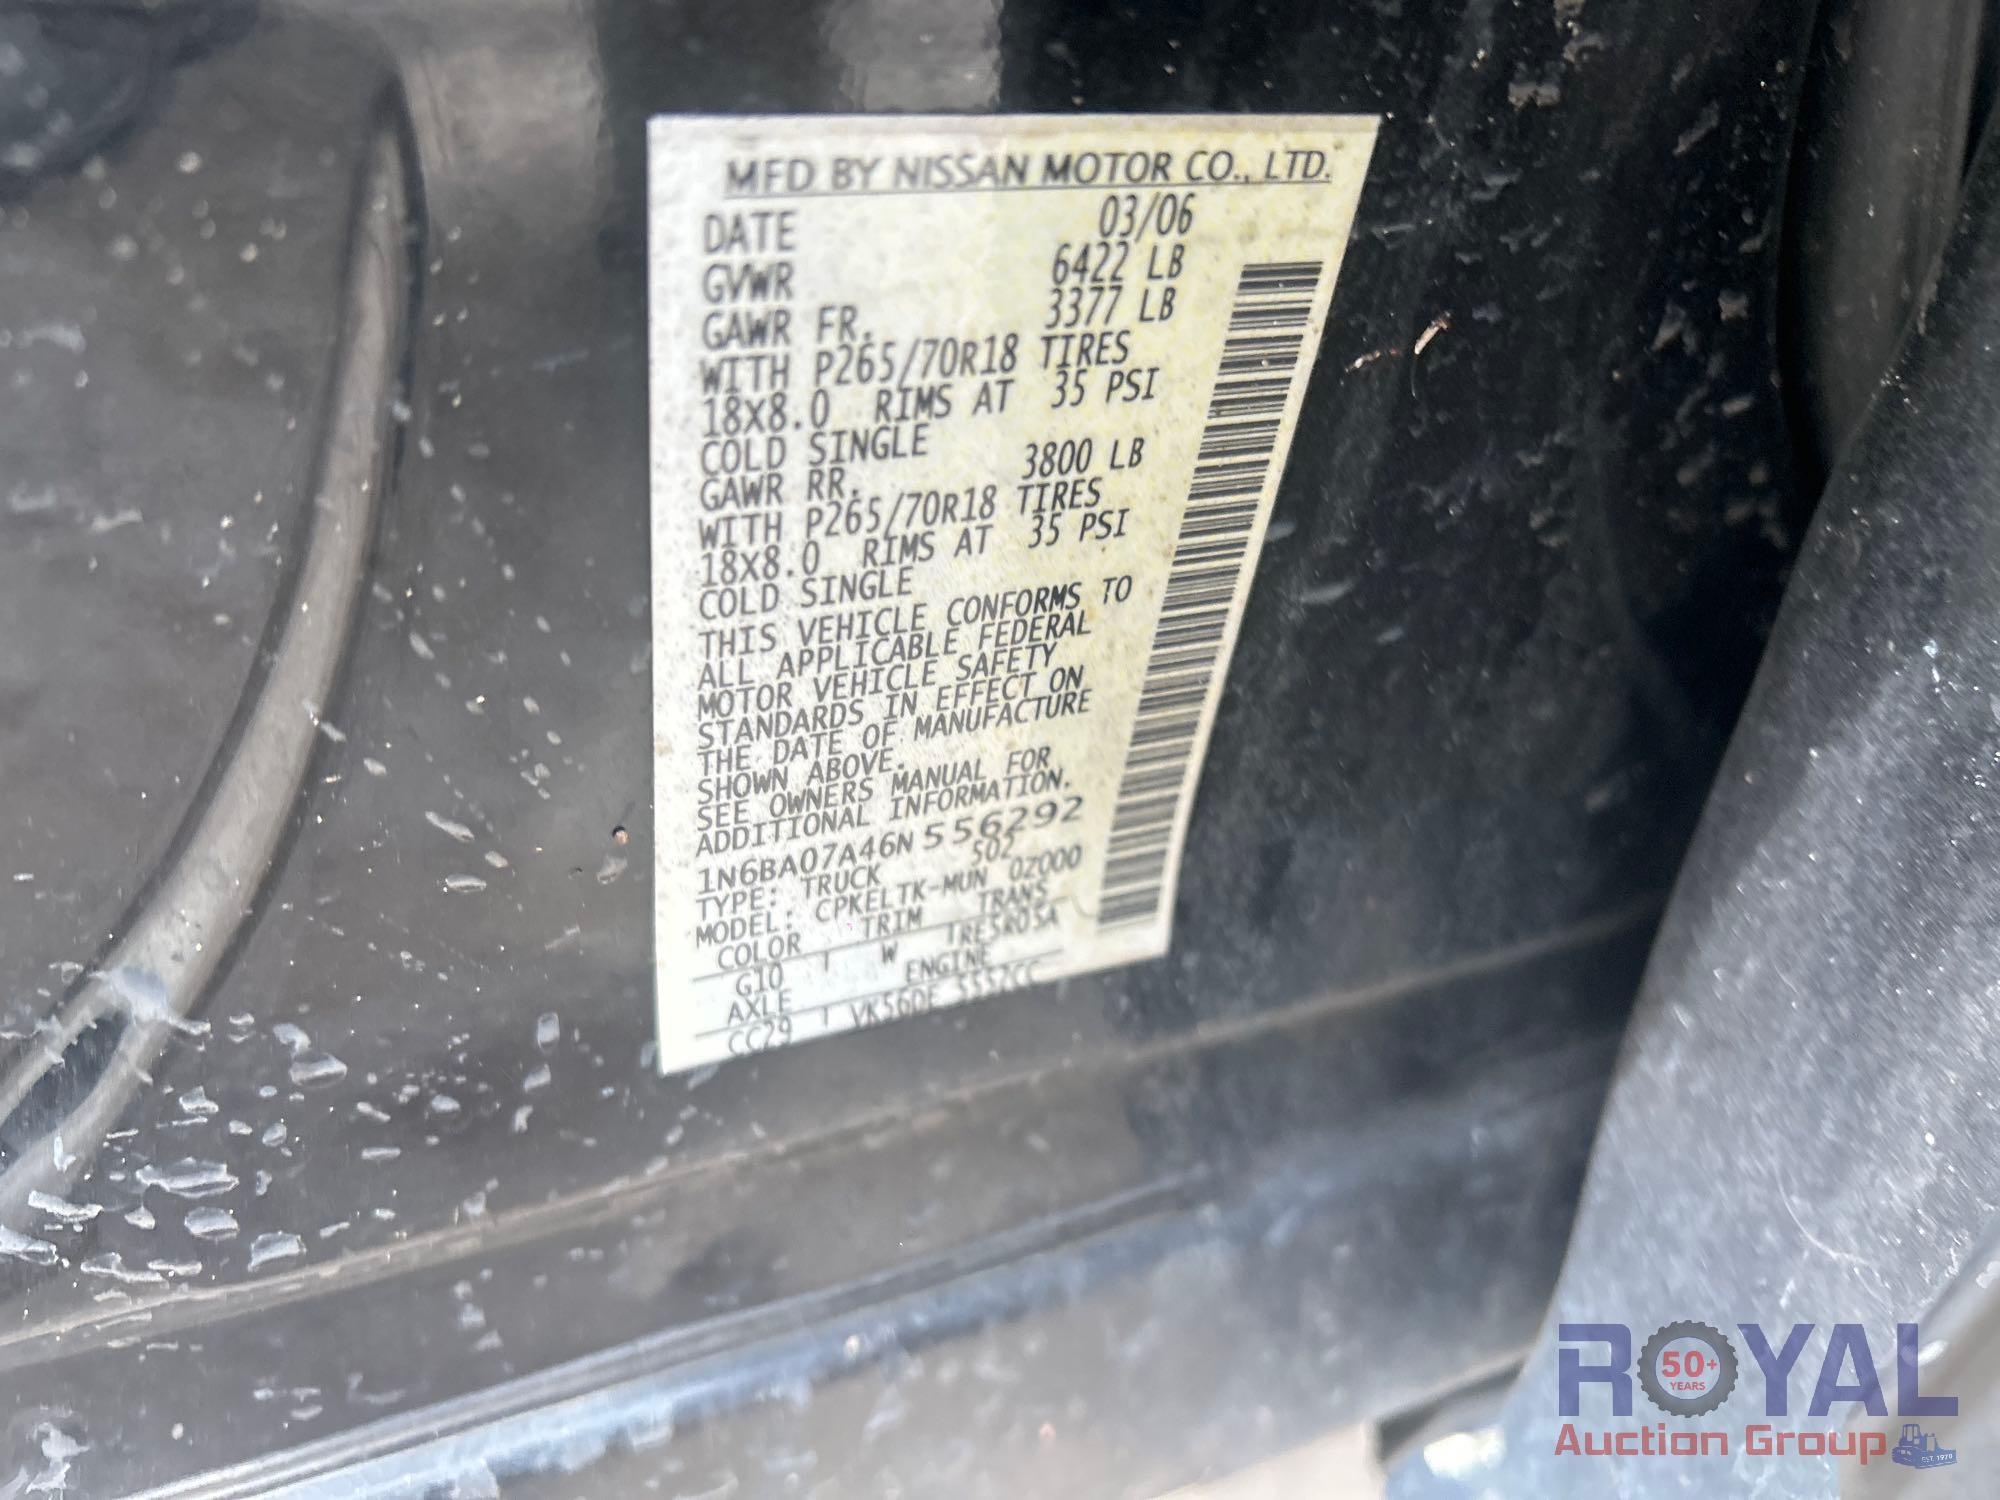 MFD BY NISSAN MOTOR CO., LTD.
DATE 03/06
GVWR 6422 LB
GAWR FR. 3377 LB
WITH P265/70R18 TIRES
18X8.0 RIMS AT 35 PSI
COLD SINGLE
GAWR RR. 3800 LB
WITH P265/70R18 TIRES
18X8.0 RIMS AT 35 PSI
COLD SINGLE
THIS VEHICLE CONFORMS TO
ALL APPLICABLE FEDERAL
MOTOR VEHICLE SAFETY
STANDARDS IN EFFECT ON
THE DATE OF MANUFACTURE
SHOWN ABOVE.
SEE OWNERS MANUAL FOR
ADDITIONAL INFORMATION.
1N6BA07A46N556292
TYPE: TRUCK 502
MODEL: CPKELTK-MUN 0Z000
COLOR TRIM TRANS
G10 W TRE5R05A
AXLE ENGINE
CC29 VK56DE 5552CC
ROYAL
50+
YEARS
Auction Group
EST. 1970